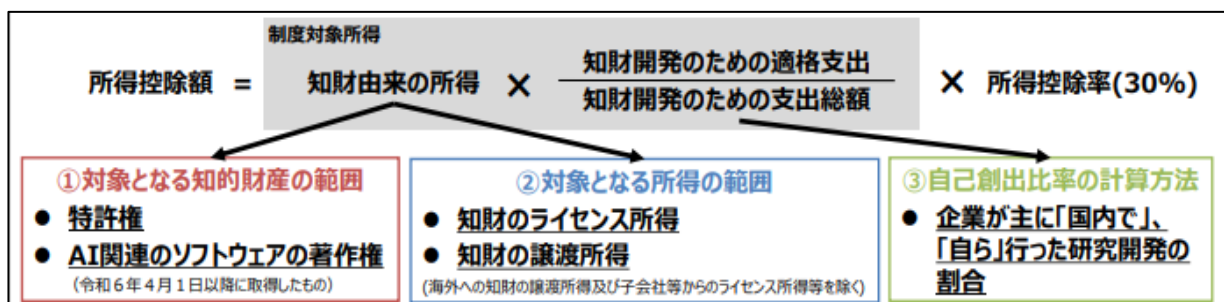 制度対象所得
所得控除額 = 知財由来の所得 × 知財開発のための適格支出 × 所得控除率(30%)
知財開発のための支出総額
①対象となる知的財産の範囲
● 特許権
● AI関連のソフトウェアの著作権
(令和6年4月1日以降に取得したもの)
②対象となる所得の範囲
● 知財のライセンス所得
● 知財の譲渡所得
(海外への知財の譲渡所得及び子会社等からのライセンス所得等を除く)
③自己創出比率の計算方法
● 企業が主に「国内で」、
「自ら」行った研究開発の
割合